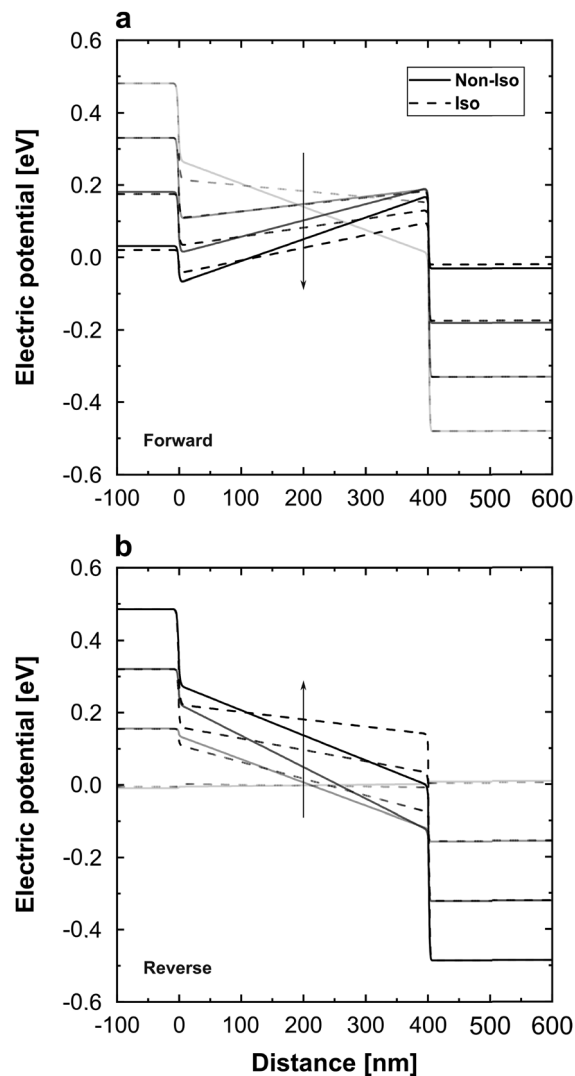 a
0.6
0.4
0.2
0.0
-0.2
-0.4
-0.6
Electric potential [eV]
Non-Iso
Iso
Forward
-100 0 100 200 300 400 500 600
b
0.6
0.4
0.2
0.0
-0.2
-0.4
-0.6
Electric potential [eV]
Reverse
-100 0 100 200 300 400 500 600
Distance [nm]